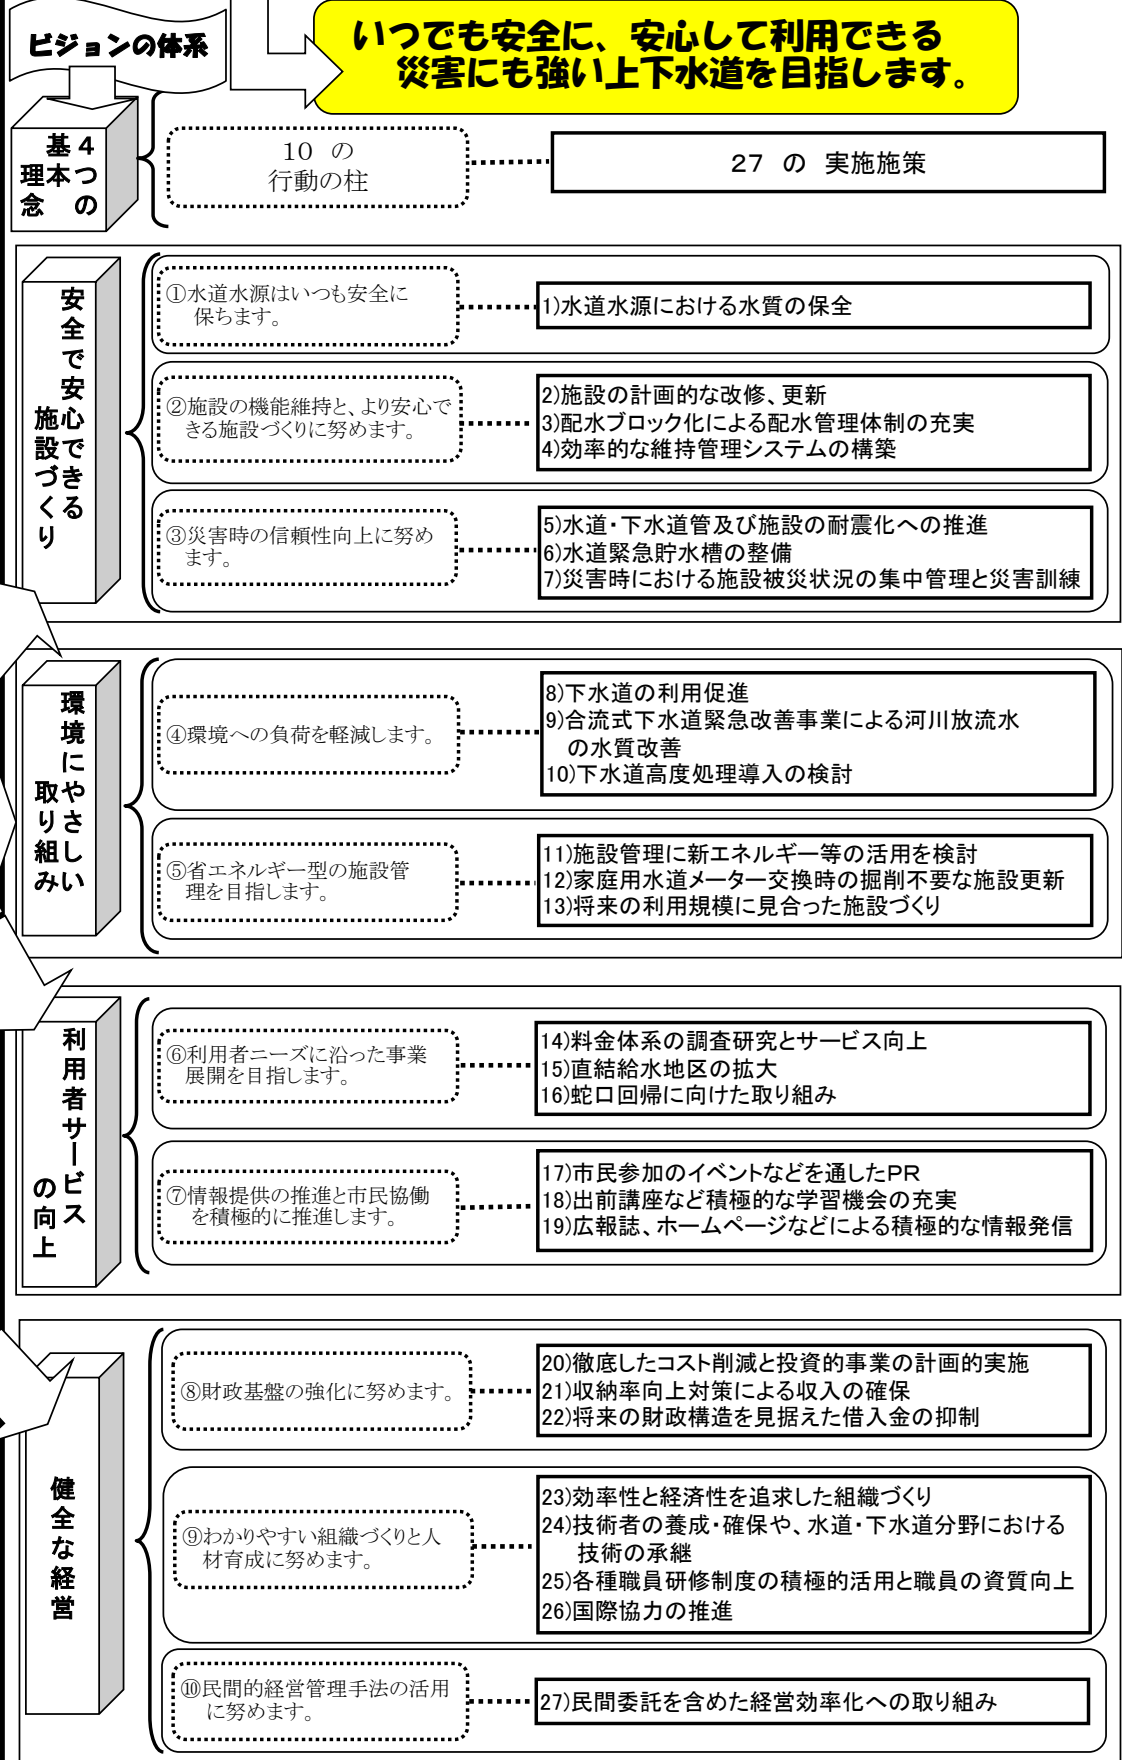 ビジョンの体系
いつでも安全に、安心して利用できる
災害にも強い上下水道を目指します。
4つの
基本
理念
10 の
行動の柱
27 の 実施施策
安全で安心できる
施設づくり
①水道水源はいつも安全に
保ちます。
1)水道水源における水質の保全
②施設の機能維持と、より安心で
きる施設づくりに努めます。
2)施設の計画的な改修、更新
3)配水ブロック化による配水管理体制の充実
4)効率的な維持管理システムの構築
③災害時の信頼性向上に努め
ます。
5)水道・下水道管及び施設の耐震化への推進
6)水道緊急貯水槽の整備
7)災害時における施設被災状況の集中管理と災害訓練
環境にやさしい
取り組み
④環境への負荷を軽減します。
8)下水道の利用促進
9)合流式下水道緊急改善事業による河川放流水
の水質改善
10)下水道高度処理導入の検討
⑤省エネルギー型の施設管
理を目指します。
11)施設管理に新エネルギー等の活用を検討
12)家庭用水道メーター交換時の掘削不要な施設更新
13)将来の利用規模に見合った施設づくり
利用者サービス
の向上
⑥利用者ニーズに沿った事業
展開を目指します。
14)料金体系の調査研究とサービス向上
15)直結給水地区の拡大
16)蛇口回帰に向けた取り組み
⑦情報提供の推進と市民協働
を積極的に推進します。
17)市民参加のイベントなどを通したPR
18)出前講座など積極的な学習機会の充実
19)広報誌、ホームページなどによる積極的な情報発信
健全な経営
⑧財政基盤の強化に努めます。
20)徹底したコスト削減と投資的事業の計画的実施
21)収納率向上対策による収入の確保
22)将来の財政構造を見据えた借入金の抑制
⑨わかりやすい組織づくりと人
材育成に努めます。
23)効率性と経済性を追求した組織づくり
24)技術者の養成・確保や、水道・下水道分野における
技術の承継
25)各種職員研修制度の積極的活用と職員の資質向上
26)国際協力の推進
⑩民間的経営管理手法の活用
に努めます。
27)民間委託を含めた経営効率化への取り組み